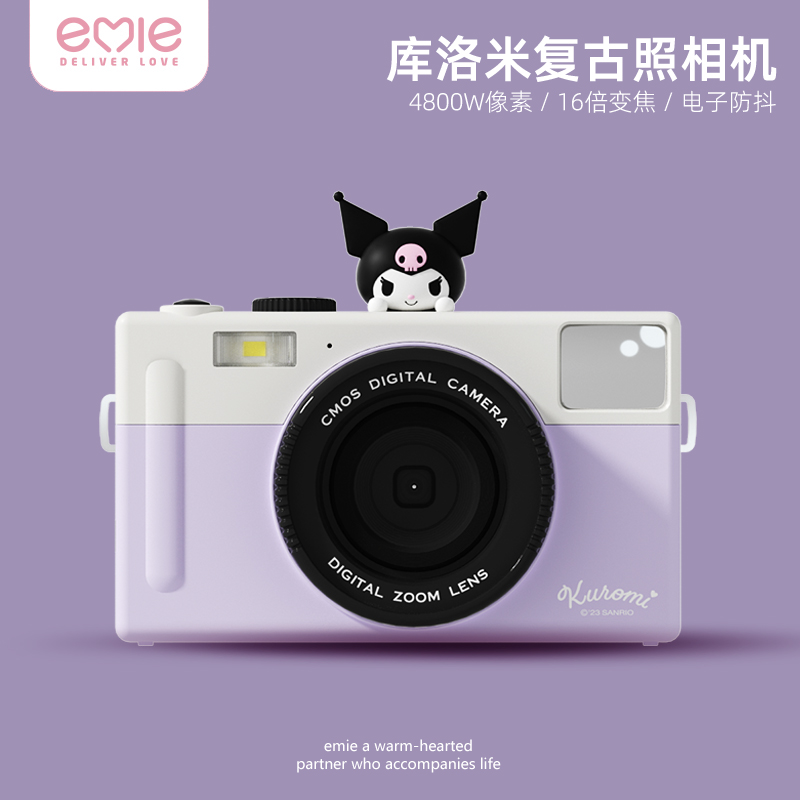 emie
DELIVER LOVE
库洛米复古照相机
4800W像素 / 16倍变焦 / 电子防抖
CMOS DIGITAL CAMERA
DIGITAL ZOOM LENS
Kuromi
©'23 SANRIO
emie a warm-hearted
partner who accompanies life